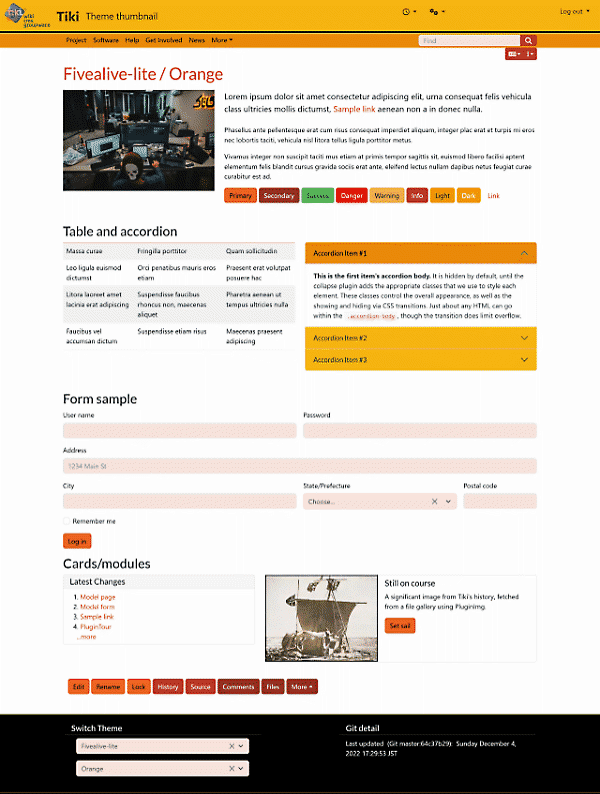 Tiki Theme thumbnail
Log out
Project Software Help Get Involved News More
Find
Fivealive-lite / Orange
Lorem ipsum dolor sit amet consectetur adipiscing elit, urna consequat felis vehicula
class ultricies mollis dictumst, Sample link aenean non a in donec nulla.
Phasellus ante pellentesque erat cum risus consequat imperdiet aliquam, integer plac erat et turpis mi eros
nec lobortis taciti, vehicula nisl litora tellus ligula porttitor metus.
Vivamus integer non suscipit taciti mus etiam at primis tempor sagittis sit, euismod libero facilisi aptent
elementum felis blandit cursus gravida sociis erat ante, eleifend lectus nullam dapibus netus feugiat curae
curabitur est ad.
Primary Secondary Success Danger Warning Info Light Dark Link
Table and accordion
Massa curae Fringilla porttitor Quam sollicitudin
Leo ligula euismod dictumst
Orci penatibus mauris eros etiam
Praesent erat volutpat posuere hac
Litora laoreet amet lacinia erat adipiscing
Suspendisse faucibus rhoncus non, maecenas aliquet
Pharetra aenean ut tempus ultricies nulla
Faucibus vel accumsan dictum
Suspendisse etiam risus
Maecenas praesent adipiscing
Accordion Item #1
This is the first item's accordion body. It is hidden by default, until the
collapse plugin adds the appropriate classes that we use to style each
element. These classes control the overall appearance, as well as the
showing and hiding via CSS transitions. Just about any HTML can go
within the .accordion-body, though the transition does limit overflow.
Accordion Item #2
Accordion Item #3
Form sample
User name Password
Address
1234 Main St
City State/Prefecture Postal code
Choose...
Remember me
Log in
Cards/modules
Latest Changes
1. Model page
2. Model form
3. Sample link
4. PluginTour
...more
Still on course
A significant image from Tiki's history, fetched
from a file gallery using PluginImg.
Set sail
Edit Rename Lock History Source Comments Files More
Switch Theme
Fivealive-lite
Orange
Git detail
Last updated (Git master:64c37b29): Sunday December 4,
2022 17:29:53 JST